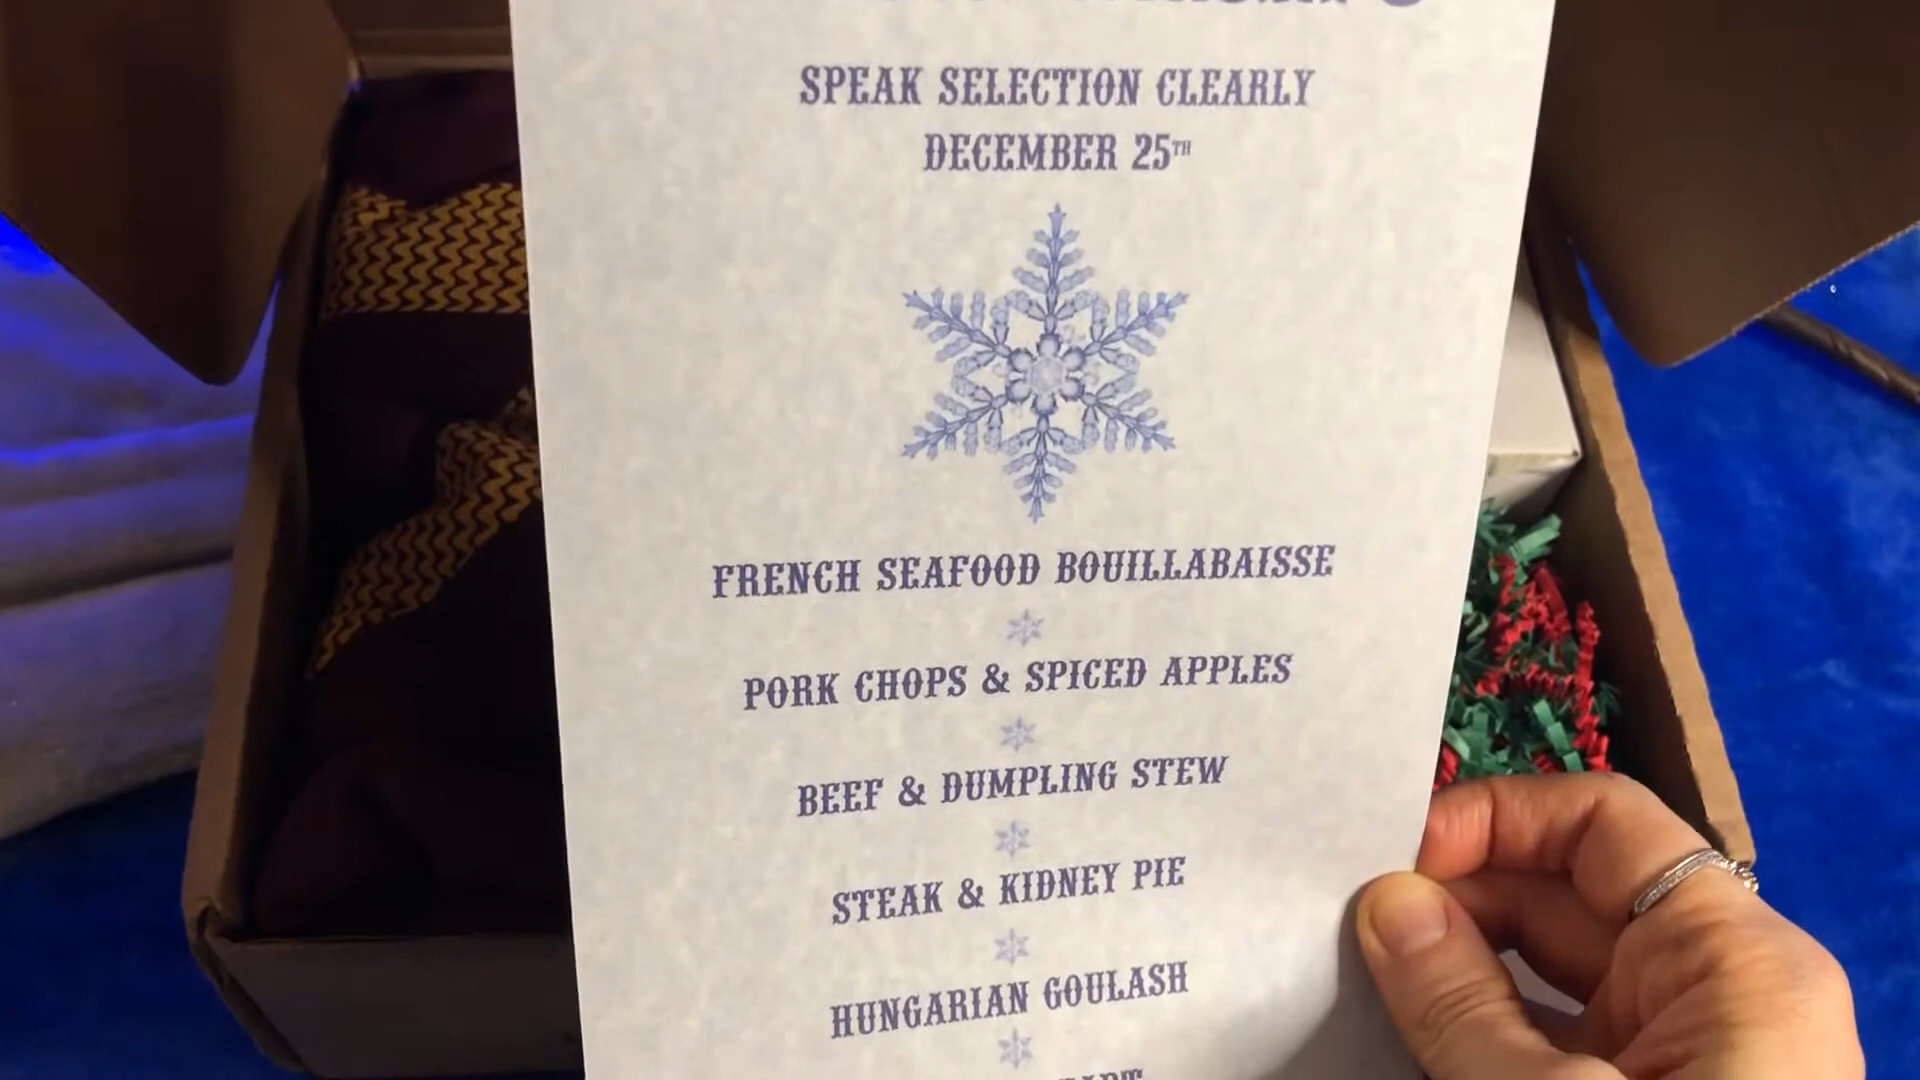 SPEAK SELECTION CLEARLY
DECEMBER 25TH
FRENCH SEAFOOD BOUILLABAISSE
PORK CHOPS & SPICED APPLES
BEEF & DUMPLING STEW
STEAK & KIDNEY PIE
HUNGARIAN GOULASH